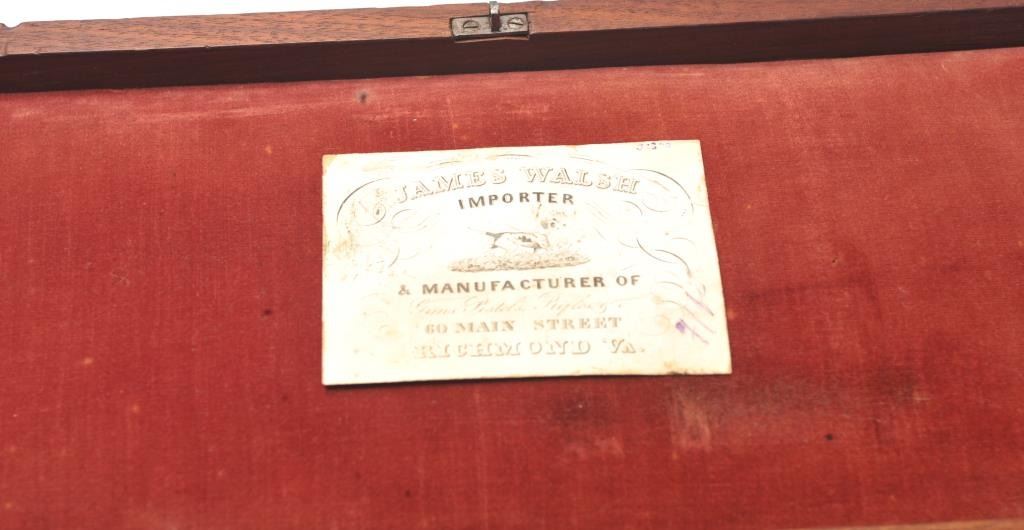 JAMES WALSH
IMPORTER
& MANUFACTURER OF
Guns, Pistols, Rifles &c
60 MAIN STREET
RICHMOND VA.